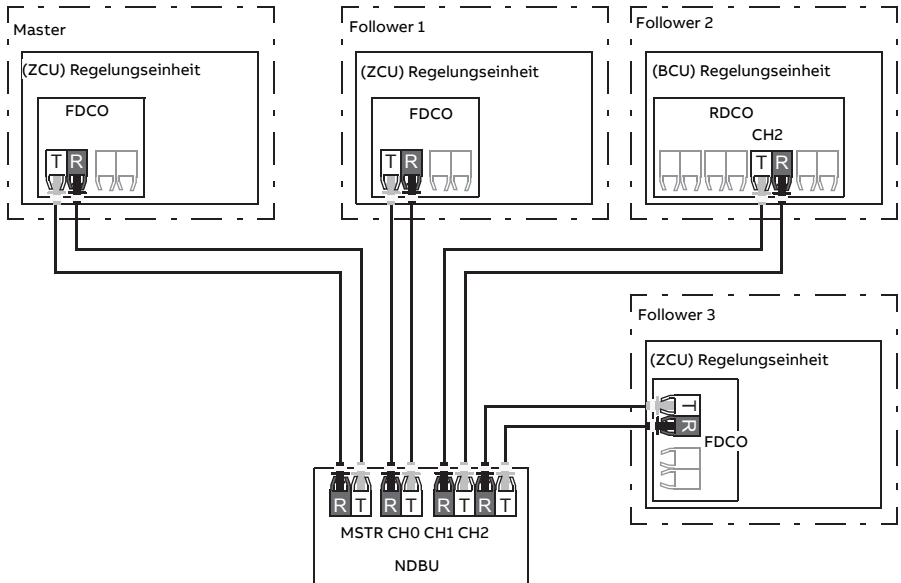 Master
(ZCU) Regelungseinheit
FDCO
T R
Follower 1
(ZCU) Regelungseinheit
FDCO
T R
Follower 2
(BCU) Regelungseinheit
RDCO
CH2
T R
Follower 3
(ZCU) Regelungseinheit
T
R
FDCO
R T R T R T R T
MSTR CH0 CH1 CH2
NDBU